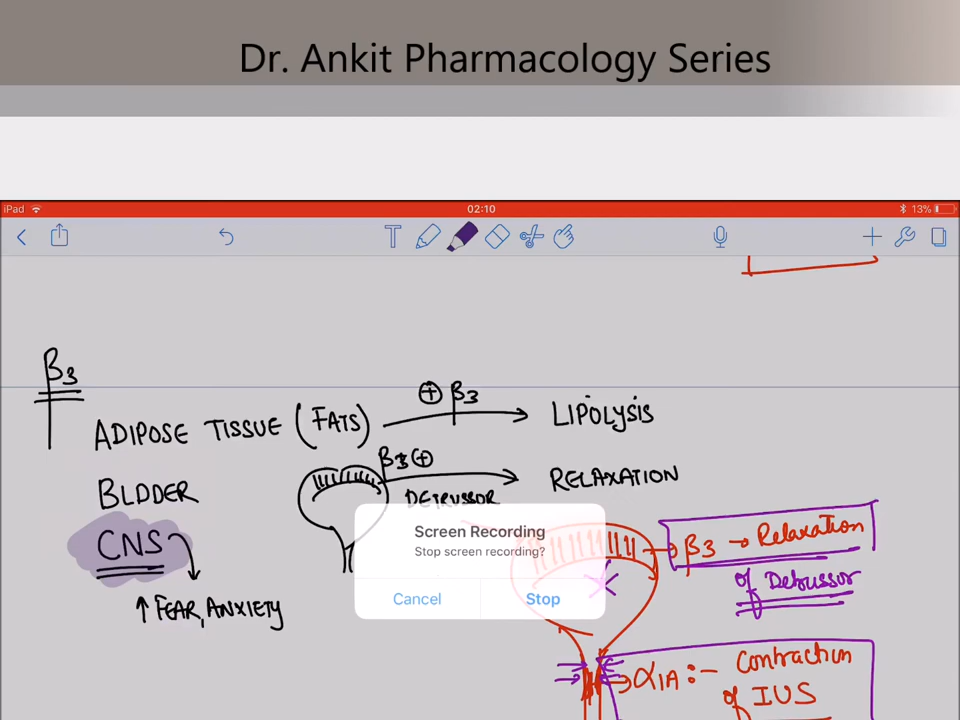 Dr. Ankit Pharmacology Series
iPad 02:10 13%
T
β3
ADIPOSE TISSUE (FATS) ⊕ β3 LIPOLYSIS
BLDDER β3⊕ DETRUSSOR RELAXATION
CNS
↑ FEAR, ANXIETY
Screen Recording
Stop screen recording?
Cancel Stop
β3 → Relaxation
of Detrussor
α1A :- Contraction
of IUS